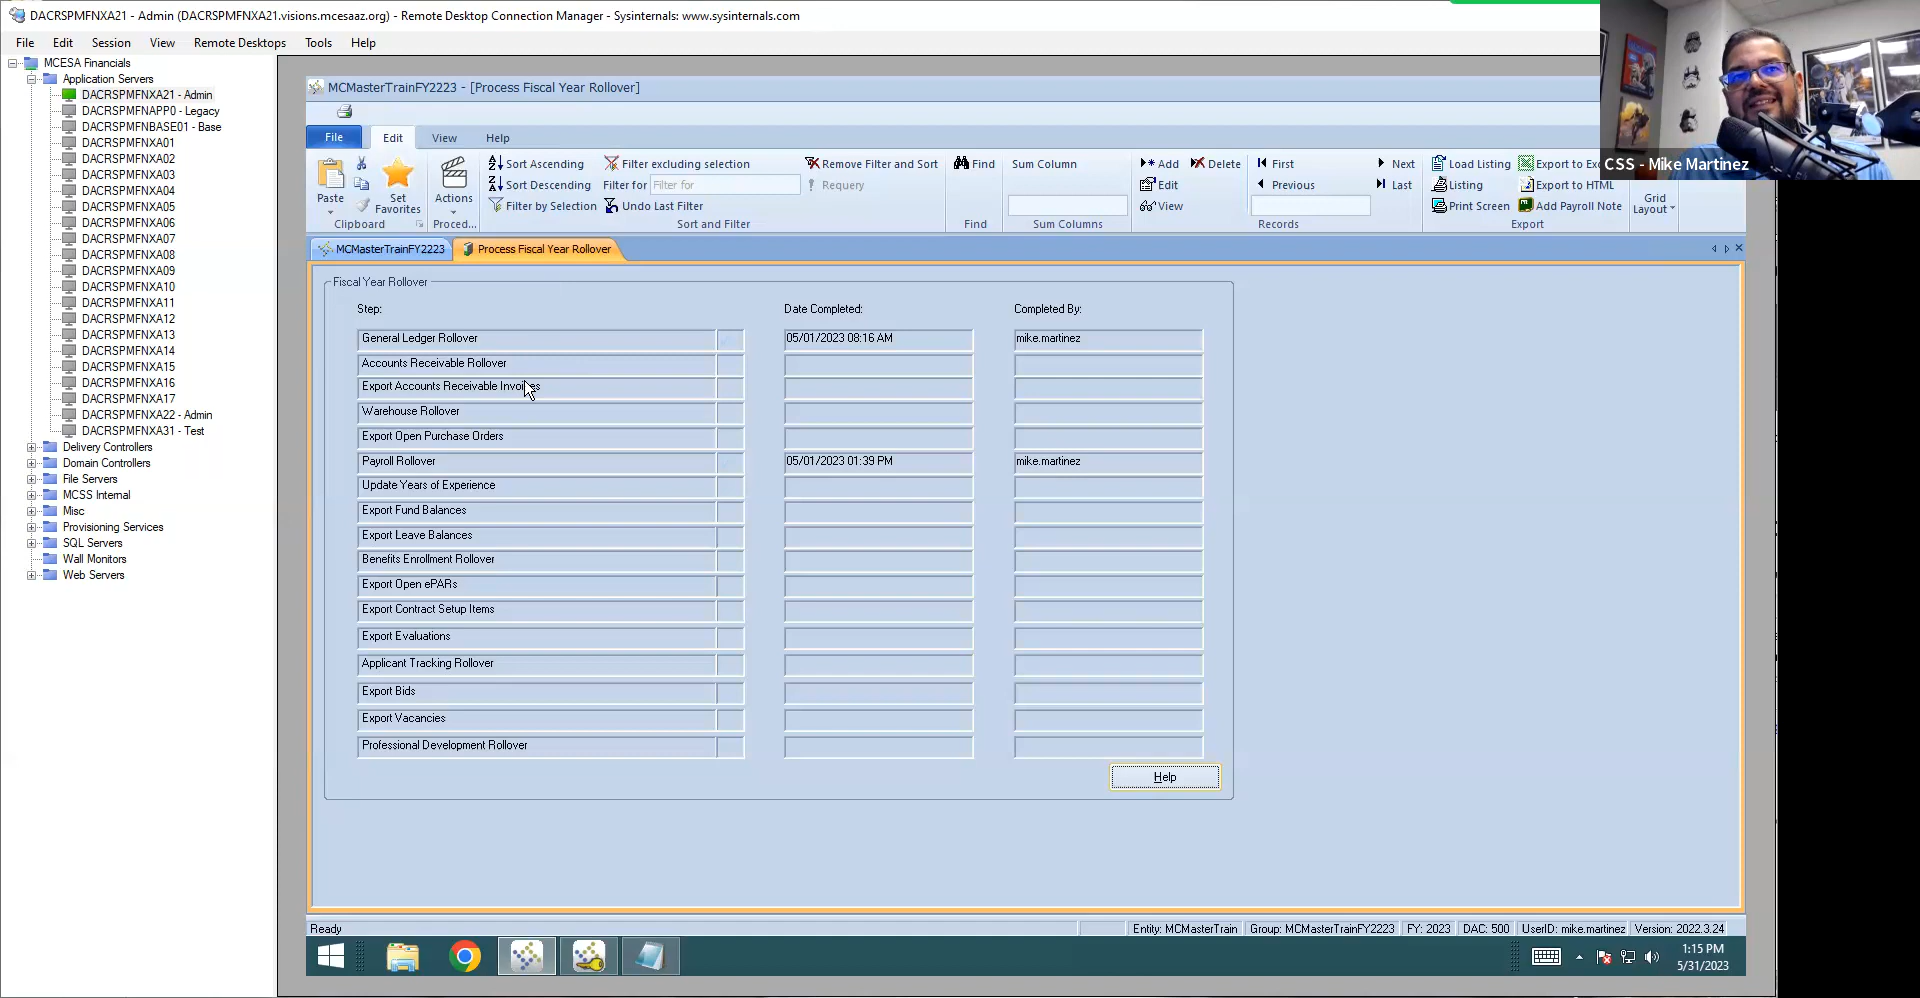 DACRSPMFNXA21 - Admin (DACRSPMFNXA21.visions.mcesaaz.org) - Remote Desktop Connection Manager - Sysinternals: www.sysinternals.com
File Edit Session View Remote Desktops Tools Help
MCESA Financials
Application Servers
DACRSPMFNXA21 - Admin
DACRSPMFNAPP0 - Legacy
DACRSPMFNBASE01 - Base
DACRSPMFNXA01
DACRSPMFNXA02
DACRSPMFNXA03
DACRSPMFNXA04
DACRSPMFNXA05
DACRSPMFNXA06
DACRSPMFNXA07
DACRSPMFNXA08
DACRSPMFNXA09
DACRSPMFNXA10
DACRSPMFNXA11
DACRSPMFNXA12
DACRSPMFNXA13
DACRSPMFNXA14
DACRSPMFNXA15
DACRSPMFNXA16
DACRSPMFNXA17
DACRSPMFNXA22 - Admin
DACRSPMFNXA31 - Test
Delivery Controllers
Domain Controllers
File Servers
MCSS Internal
Misc
Provisioning Services
SQL Servers
Wall Monitors
Web Servers
MCMasterTrainFY2223 - [Process Fiscal Year Rollover]
File Edit View Help
Paste
Clipboard
Set Favorites
Actions
Proced...
Sort Ascending Filter excluding selection Remove Filter and Sort
Sort Descending Filter for Filter for Requery
Filter by Selection Undo Last Filter
Sort and Filter
Find
Find
Sum Column
Sum Columns
Add Delete
Edit
View
First Next
Previous Last
Records
Load Listing Export to Ex
Listing Export to HTML
Print Screen Add Payroll Note
Export
Grid Layout
CSS - Mike Martinez
MCMasterTrainFY2223 Process Fiscal Year Rollover
Fiscal Year Rollover
Step: Date Completed: Completed By:
General Ledger Rollover 05/01/2023 08:16 AM mike.martinez
Accounts Receivable Rollover
Export Accounts Receivable Invoices
Warehouse Rollover
Export Open Purchase Orders
Payroll Rollover 05/01/2023 01:39 PM mike.martinez
Update Years of Experience
Export Fund Balances
Export Leave Balances
Benefits Enrollment Rollover
Export Open ePARs
Export Contract Setup Items
Export Evaluations
Applicant Tracking Rollover
Export Bids
Export Vacancies
Professional Development Rollover
Help
Ready Entity: MCMasterTrain Group: MCMasterTrainFY2223 FY: 2023 DAC: 500 UserID: mike.martinez Version: 2022.3.24
1:15 PM
5/31/2023